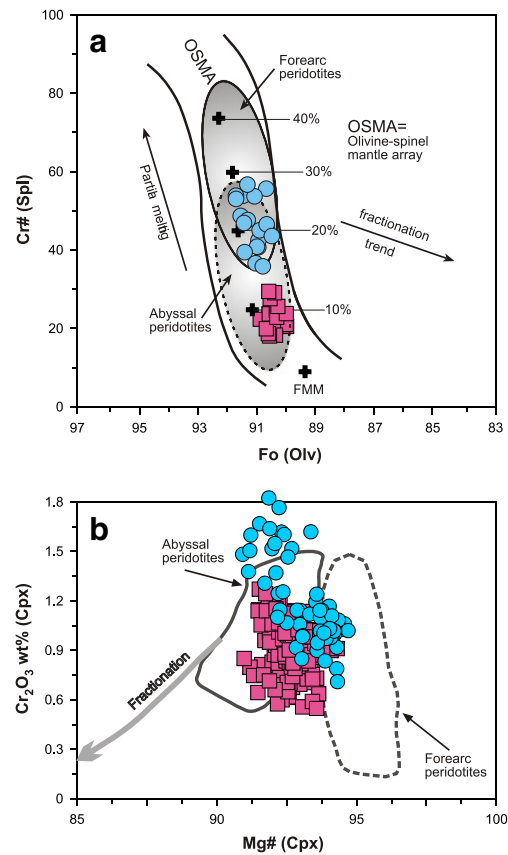 a
100
80
60
40
20
0
Cr# (Spl)
OSMA
Forearc
peridotites
40%
30%
20%
10%
OSMA=
Olivine-spinel
mantle array
Partila meltig
fractionation
trend
Abyssal
peridotites
FMM
97 95 93 91 89 87 85 83
Fo (Olv)
b
1.8
1.5
1.2
0.9
0.6
0.3
0
Cr2O3 wt% (Cpx)
Abyssal
peridotites
Fractionation
Forearc
peridotites
85 90 95 100
Mg# (Cpx)